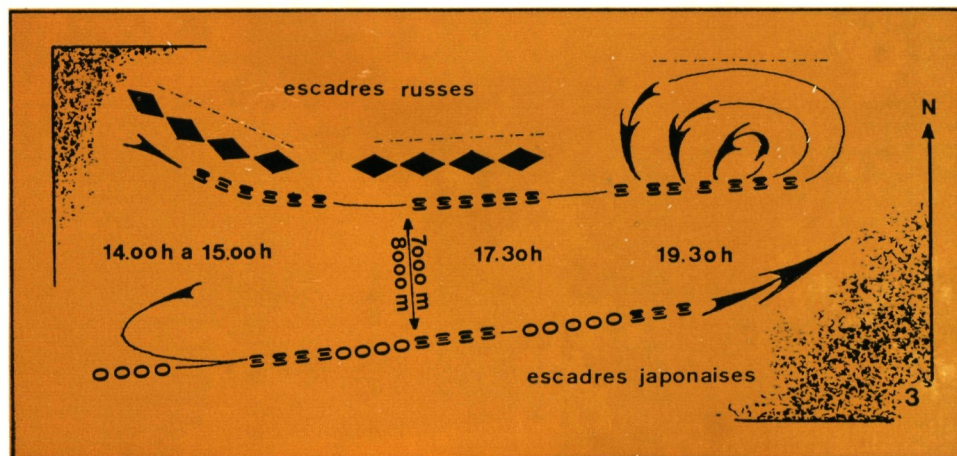 escadres russes
N
14.00h a 15.00h
7000 m
8000 m
17.30h
19.30h
escadres japonaises
3